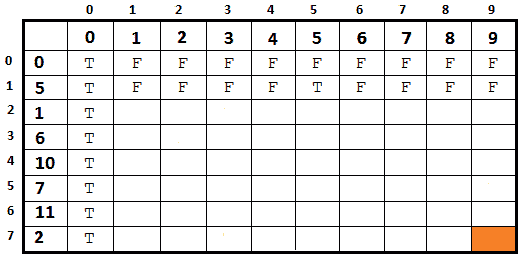 0 1 2 3 4 5 6 7 8 9
0 1 2 3 4 5 6 7 8 9
0 0 T F F F F F F F F F
1 5 T F F F F T F F F F
2 1 T
3 6 T
4 10 T
5 7 T
6 11 T
7 2 T